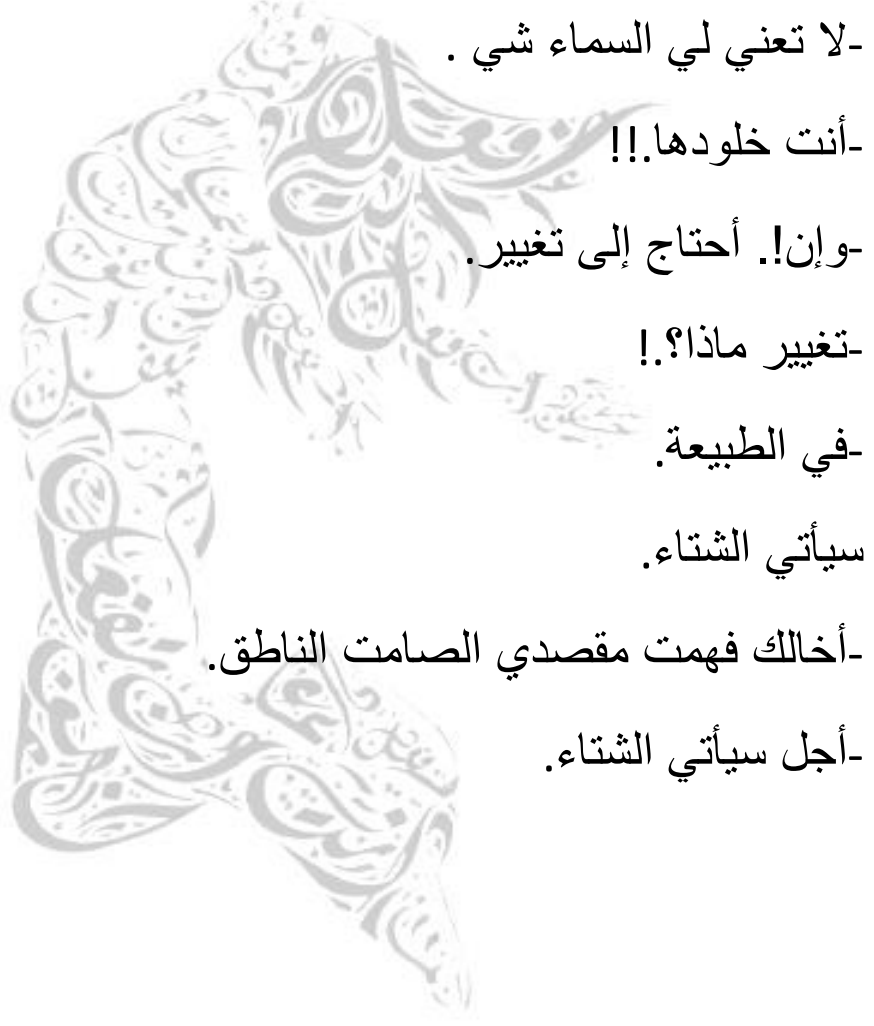 -لا تعني لي السماء شي .
-أنت خلودها.!!
-وإن!. أحتاج إلى تغيير.
-تغيير ماذا؟.!
-في الطبيعة.
سيأتي الشتاء.
-أخالك فهمت مقصدي الصامت الناطق.
-أجل سيأتي الشتاء.